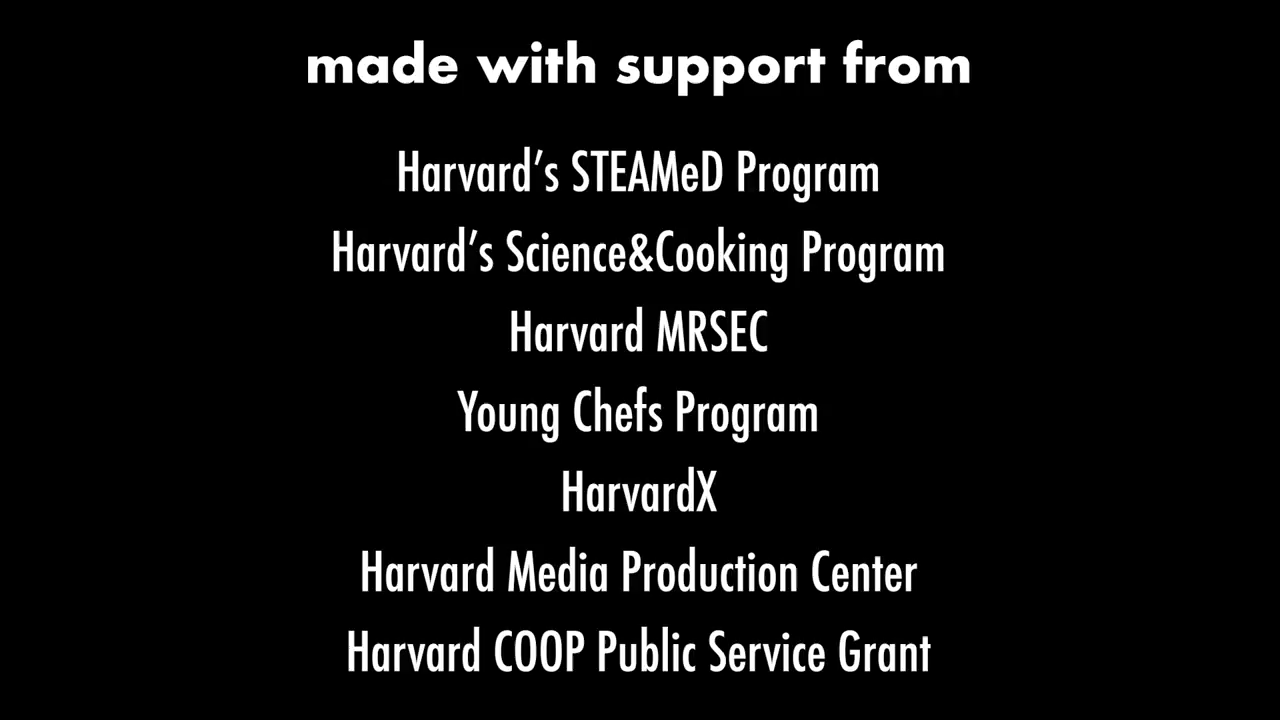 made with support from
Harvard’s STEAMeD Program
Harvard’s Science&Cooking Program
Harvard MRSEC
Young Chefs Program
HarvardX
Harvard Media Production Center
Harvard COOP Public Service Grant